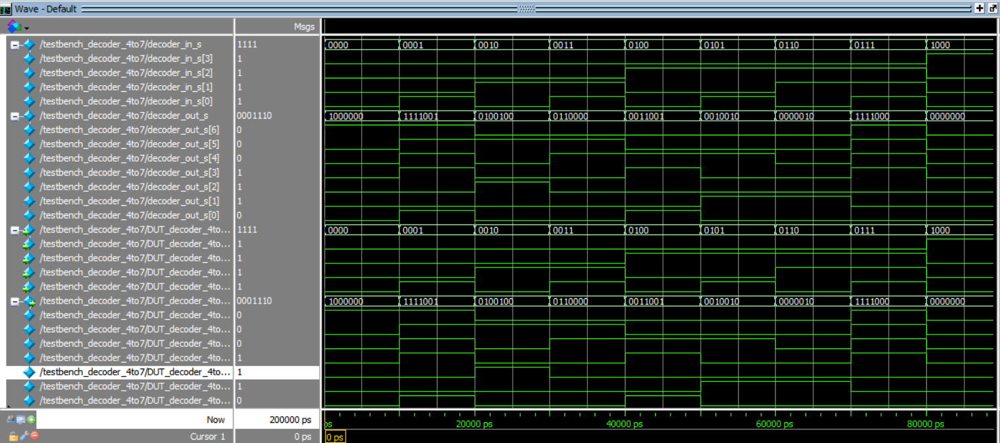 Wave - Default
Msgs
/testbench_decoder_4to7/decoder_in_s 1111 0000 0001 0010 0011 0100 0101 0110 0111 1000
/testbench_decoder_4to7/decoder_in_s[3] 1
/testbench_decoder_4to7/decoder_in_s[2] 1
/testbench_decoder_4to7/decoder_in_s[1] 1
/testbench_decoder_4to7/decoder_in_s[0] 1
/testbench_decoder_4to7/decoder_out_s 0001110 1000000 1111001 0100100 0110000 0011001 0010010 0000010 1111000 0000000
/testbench_decoder_4to7/decoder_out_s[6] 0
/testbench_decoder_4to7/decoder_out_s[5] 0
/testbench_decoder_4to7/decoder_out_s[4] 0
/testbench_decoder_4to7/decoder_out_s[3] 1
/testbench_decoder_4to7/decoder_out_s[2] 1
/testbench_decoder_4to7/decoder_out_s[1] 1
/testbench_decoder_4to7/decoder_out_s[0] 0
/testbench_decoder_4to7/DUT_decoder_4to... 1111 0000 0001 0010 0011 0100 0101 0110 0111 1000
/testbench_decoder_4to7/DUT_decoder_4to... 1
/testbench_decoder_4to7/DUT_decoder_4to... 1
/testbench_decoder_4to7/DUT_decoder_4to... 1
/testbench_decoder_4to7/DUT_decoder_4to... 1
/testbench_decoder_4to7/DUT_decoder_4to... 0001110 1000000 1111001 0100100 0110000 0011001 0010010 0000010 1111000 0000000
/testbench_decoder_4to7/DUT_decoder_4to... 0
/testbench_decoder_4to7/DUT_decoder_4to... 0
/testbench_decoder_4to7/DUT_decoder_4to... 0
/testbench_decoder_4to7/DUT_decoder_4to... 1
/testbench_decoder_4to7/DUT_decoder_4to... 1
/testbench_decoder_4to7/DUT_decoder_4to... 1
/testbench_decoder_4to7/DUT_decoder_4to... 0
Now 200000 ps ps 20000 ps 40000 ps 60000 ps 80000 ps
Cursor 1 0 ps 0 ps